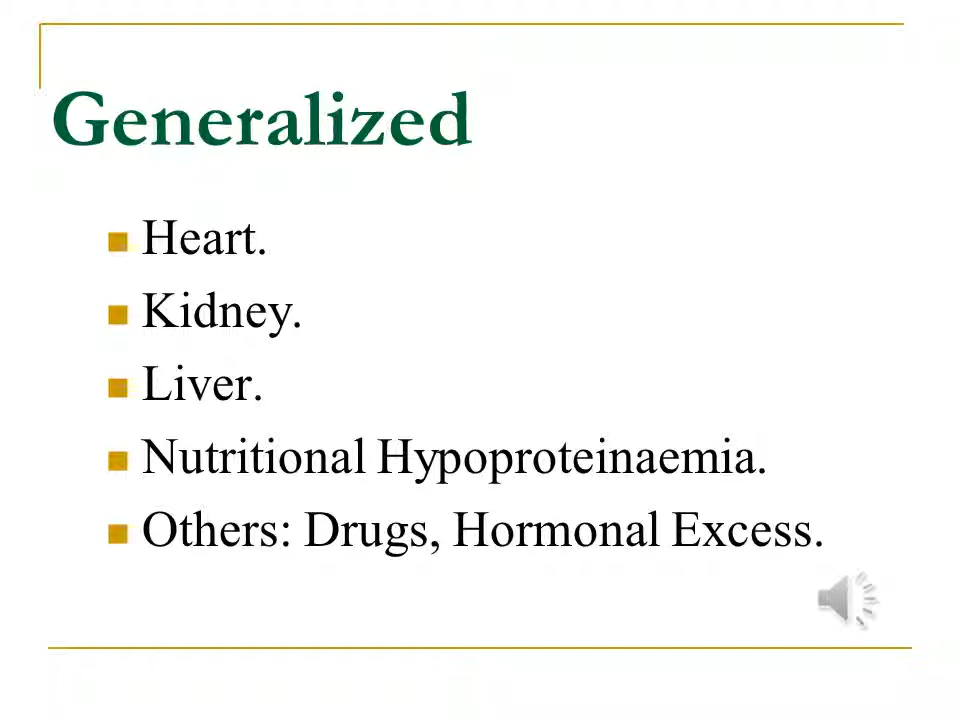 Generalized
Heart.
Kidney.
Liver.
Nutritional Hypoproteinaemia.
Others: Drugs, Hormonal Excess.